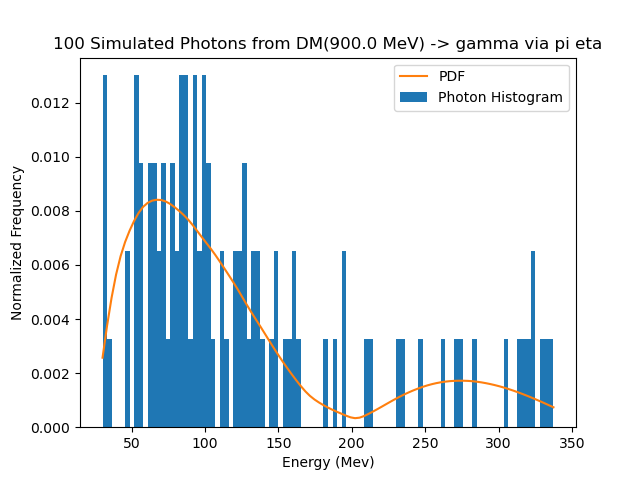 100 Simulated Photons from DM(900.0 MeV) -> gamma via pi eta
PDF
Photon Histogram
Normalized Frequency
0.012
0.010
0.008
0.006
0.004
0.002
0.000
50
100
150
200
250
300
350
Energy (Mev)